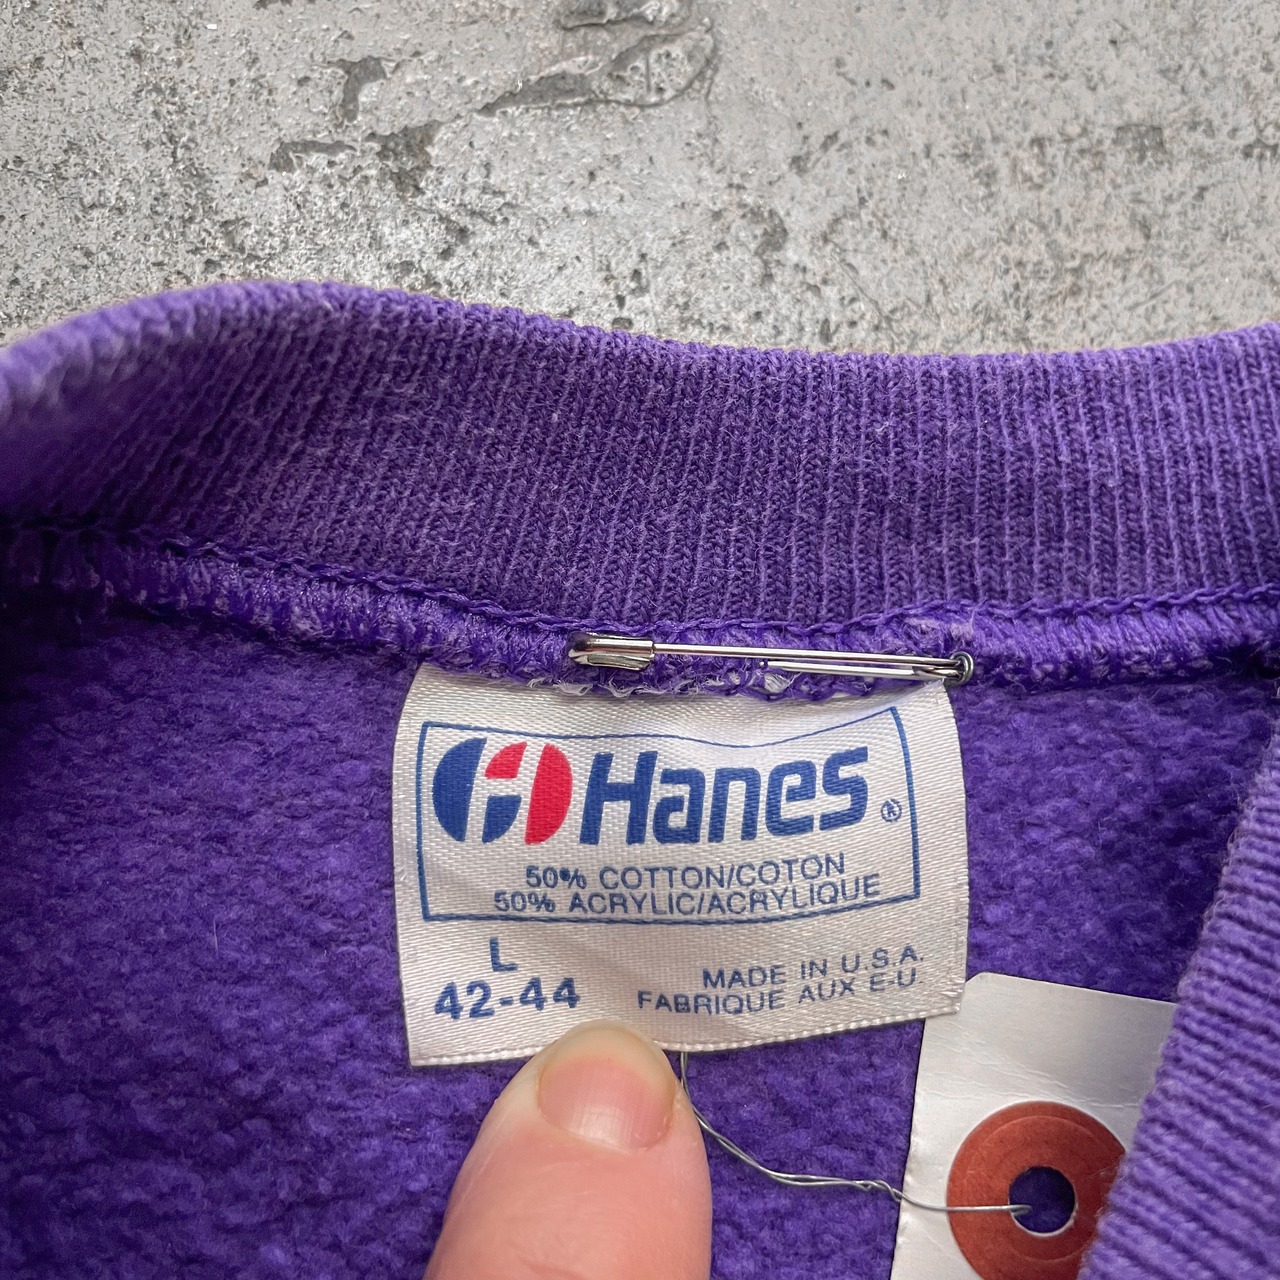 Hanes®
50% COTTON/COTON
50% ACRYLIC/ACRYLIQUE
L
42-44
MADE IN U.S.A.
FABRIQUE AUX E-U